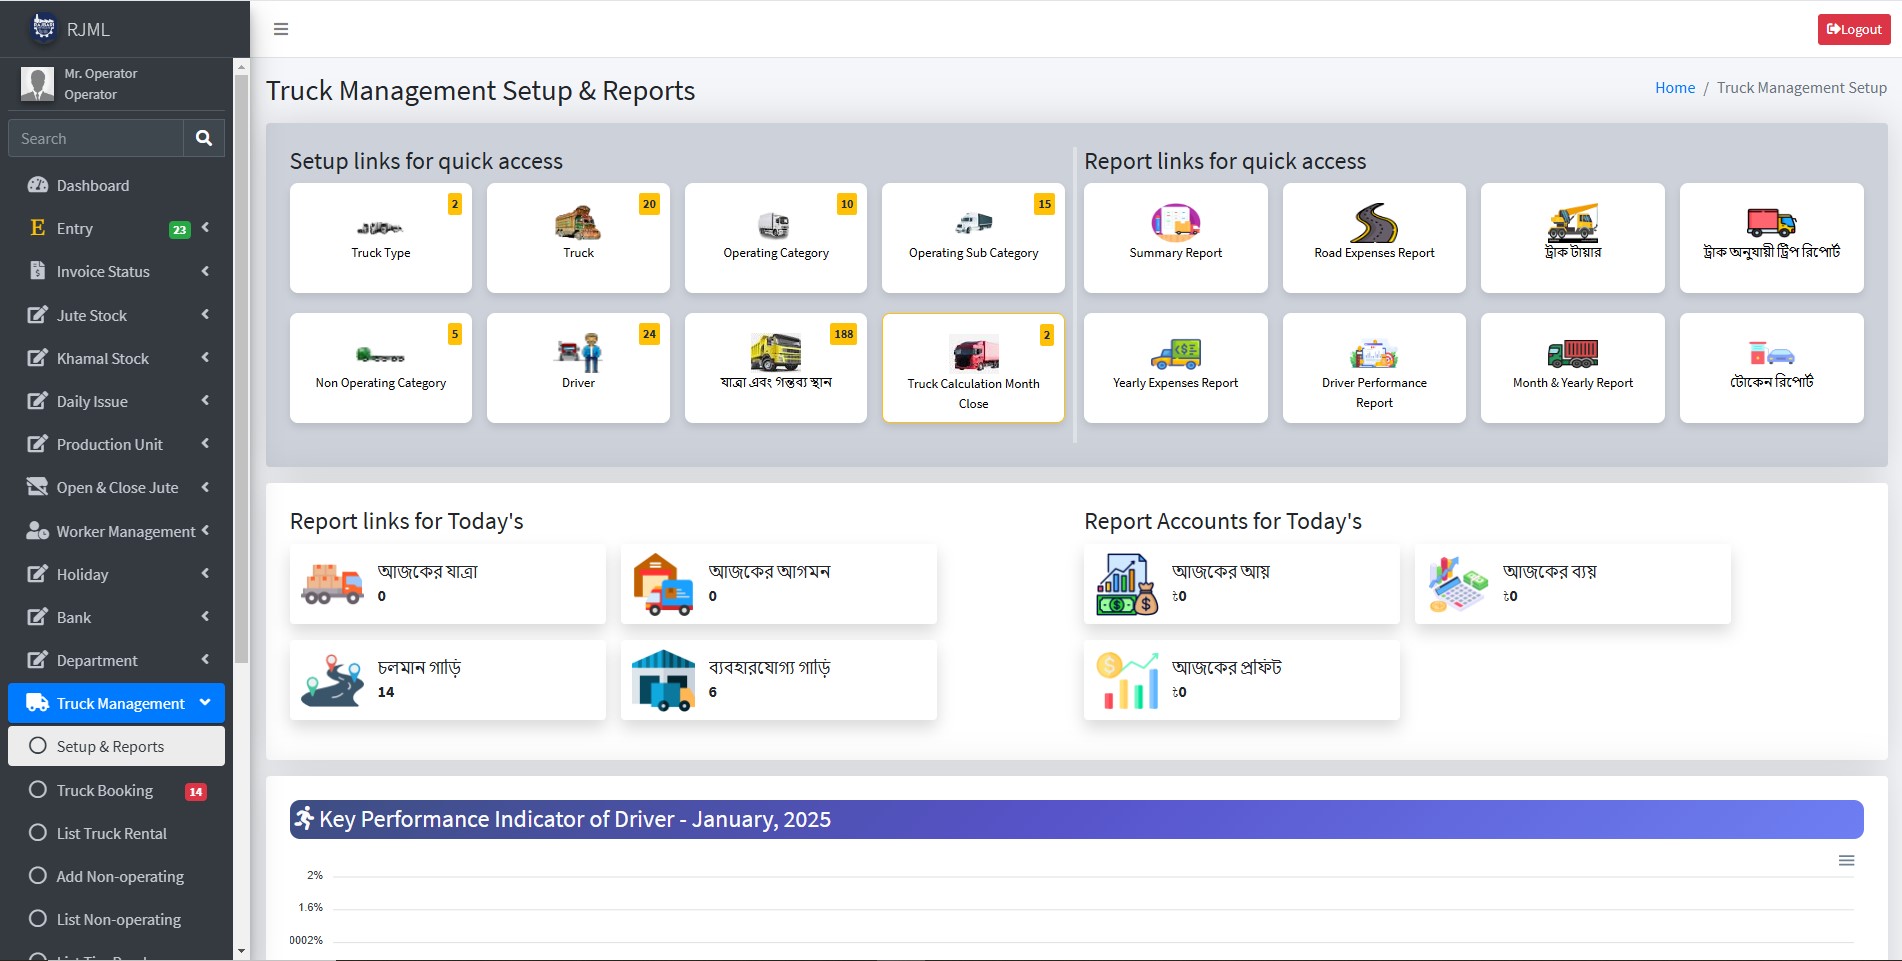 RJML
Logout
Mr. Operator
Operator
Search
Dashboard
Entry 23
Invoice Status
Jute Stock
Khamal Stock
Daily Issue
Production Unit
Open & Close Jute
Worker Management
Holiday
Bank
Department
Truck Management
Setup & Reports
Truck Booking 14
List Truck Rental
Add Non-operating
List Non-operating
Truck Management Setup & Reports
Home / Truck Management Setup
Setup links for quick access
2
Truck Type
20
Truck
10
Operating Category
15
Operating Sub Category
5
Non Operating Category
24
Driver
188
যাত্রা এবং গন্তব্য স্থান
2
Truck Calculation Month
Close
Report links for quick access
Summary Report
Road Expenses Report
ট্রাক টায়ার
ট্রাক অনুযায়ী ট্রিপ রিপোর্ট
Yearly Expenses Report
Driver Performance
Report
Month & Yearly Report
টোকেন রিপোর্ট
Report links for Today's
আজকের যাত্রা
0
আজকের আগমন
0
চলমান গাড়ি
14
ব্যবহারযোগ্য গাড়ি
6
Report Accounts for Today's
আজকের আয়
৳0
আজকের ব্যয়
৳0
আজকের প্রফিট
৳0
Key Performance Indicator of Driver - January, 2025
2%
1.6%
0002%